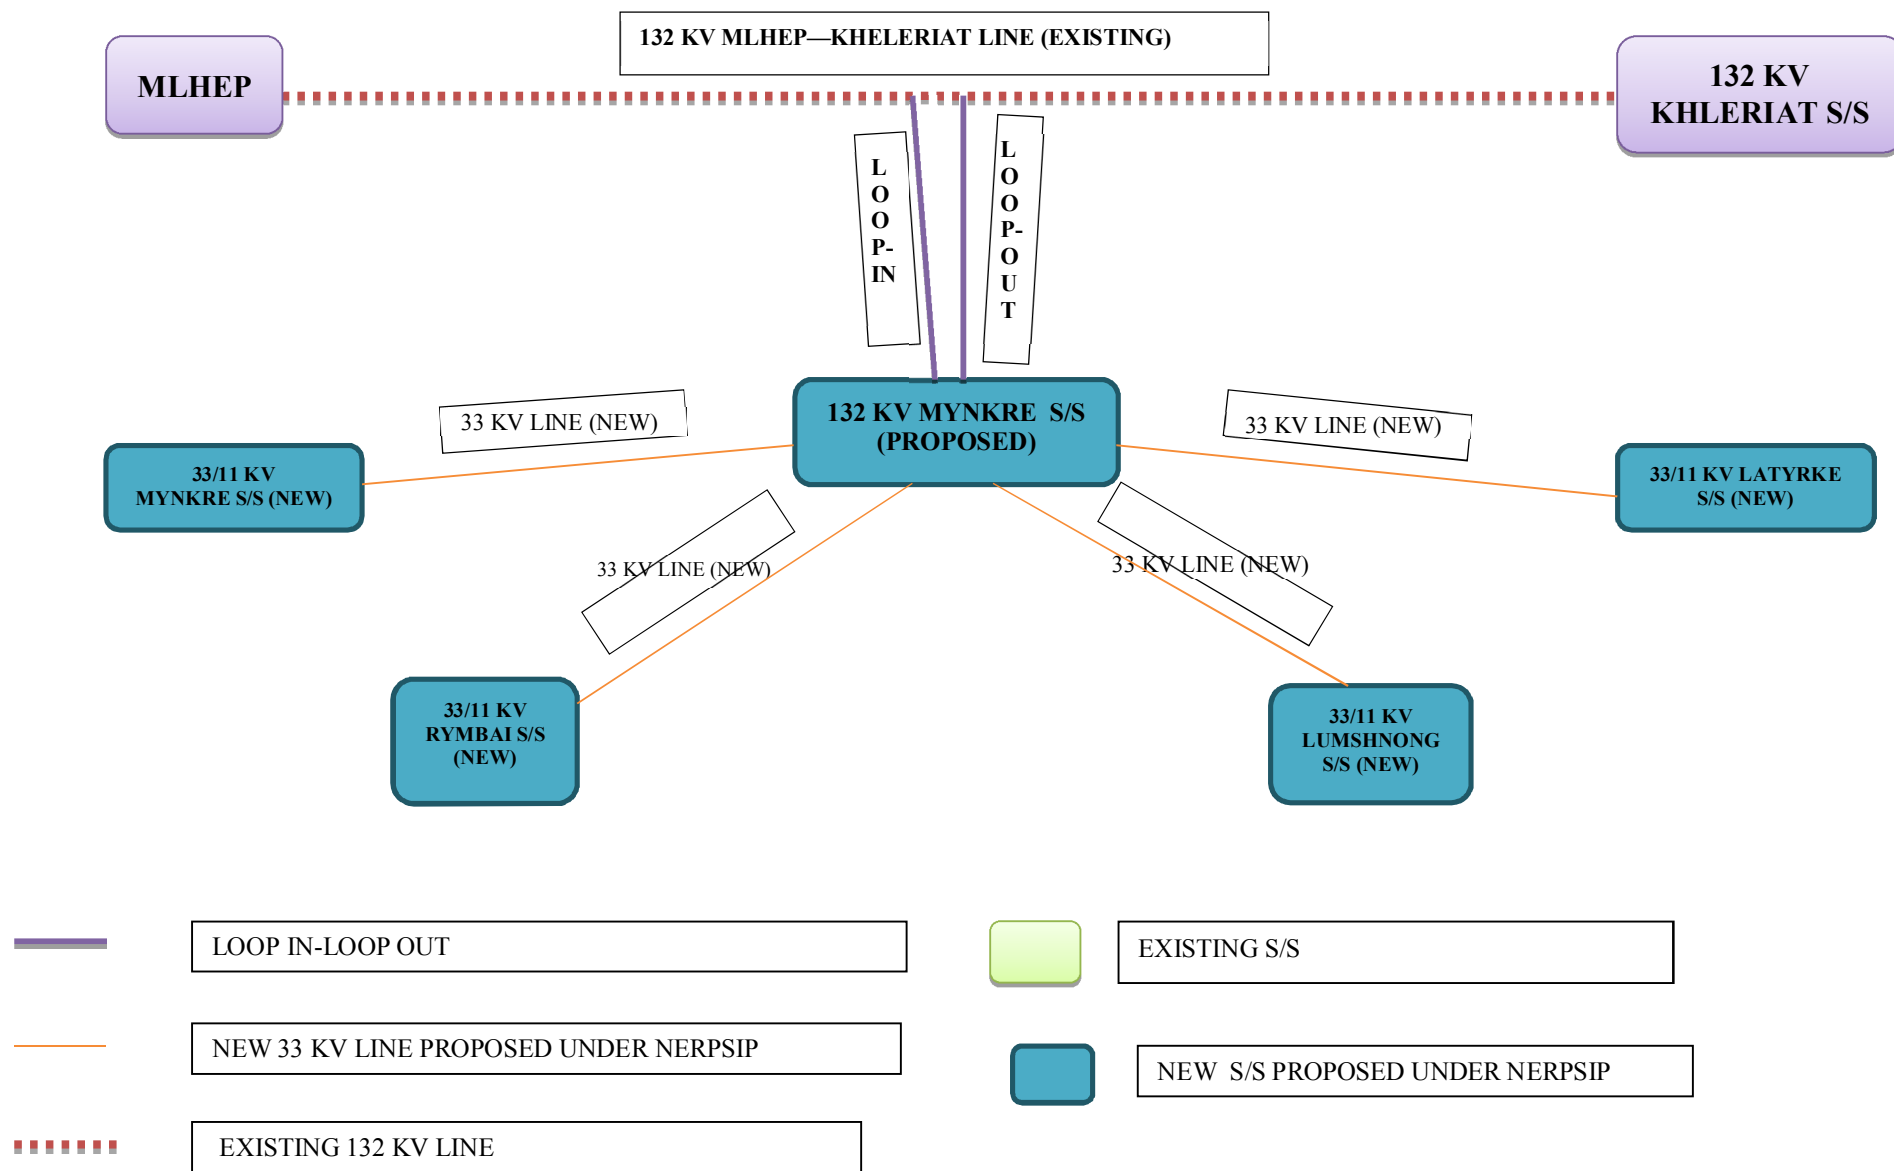 132 KV MLHEP—KHELERIAT LINE (EXISTING)
MLHEP
132 KV
KHLERIAT S/S
L
O
O
P-
IN
L
O
O
P-
O
U
T
132 KV MYNKRE  S/S
(PROPOSED)
33 KV LINE (NEW)
33 KV LINE (NEW)
33/11 KV
MYNKRE S/S (NEW)
33/11 KV LATYRKE
S/S (NEW)
33 KV LINE (NEW)
33 KV LINE (NEW)
33/11 KV
RYMBAI S/S
(NEW)
33/11 KV
LUMSHNONG
S/S (NEW)
LOOP IN-LOOP OUT
EXISTING S/S
NEW 33 KV LINE PROPOSED UNDER NERPSIP
NEW  S/S PROPOSED UNDER NERPSIP
EXISTING 132 KV LINE